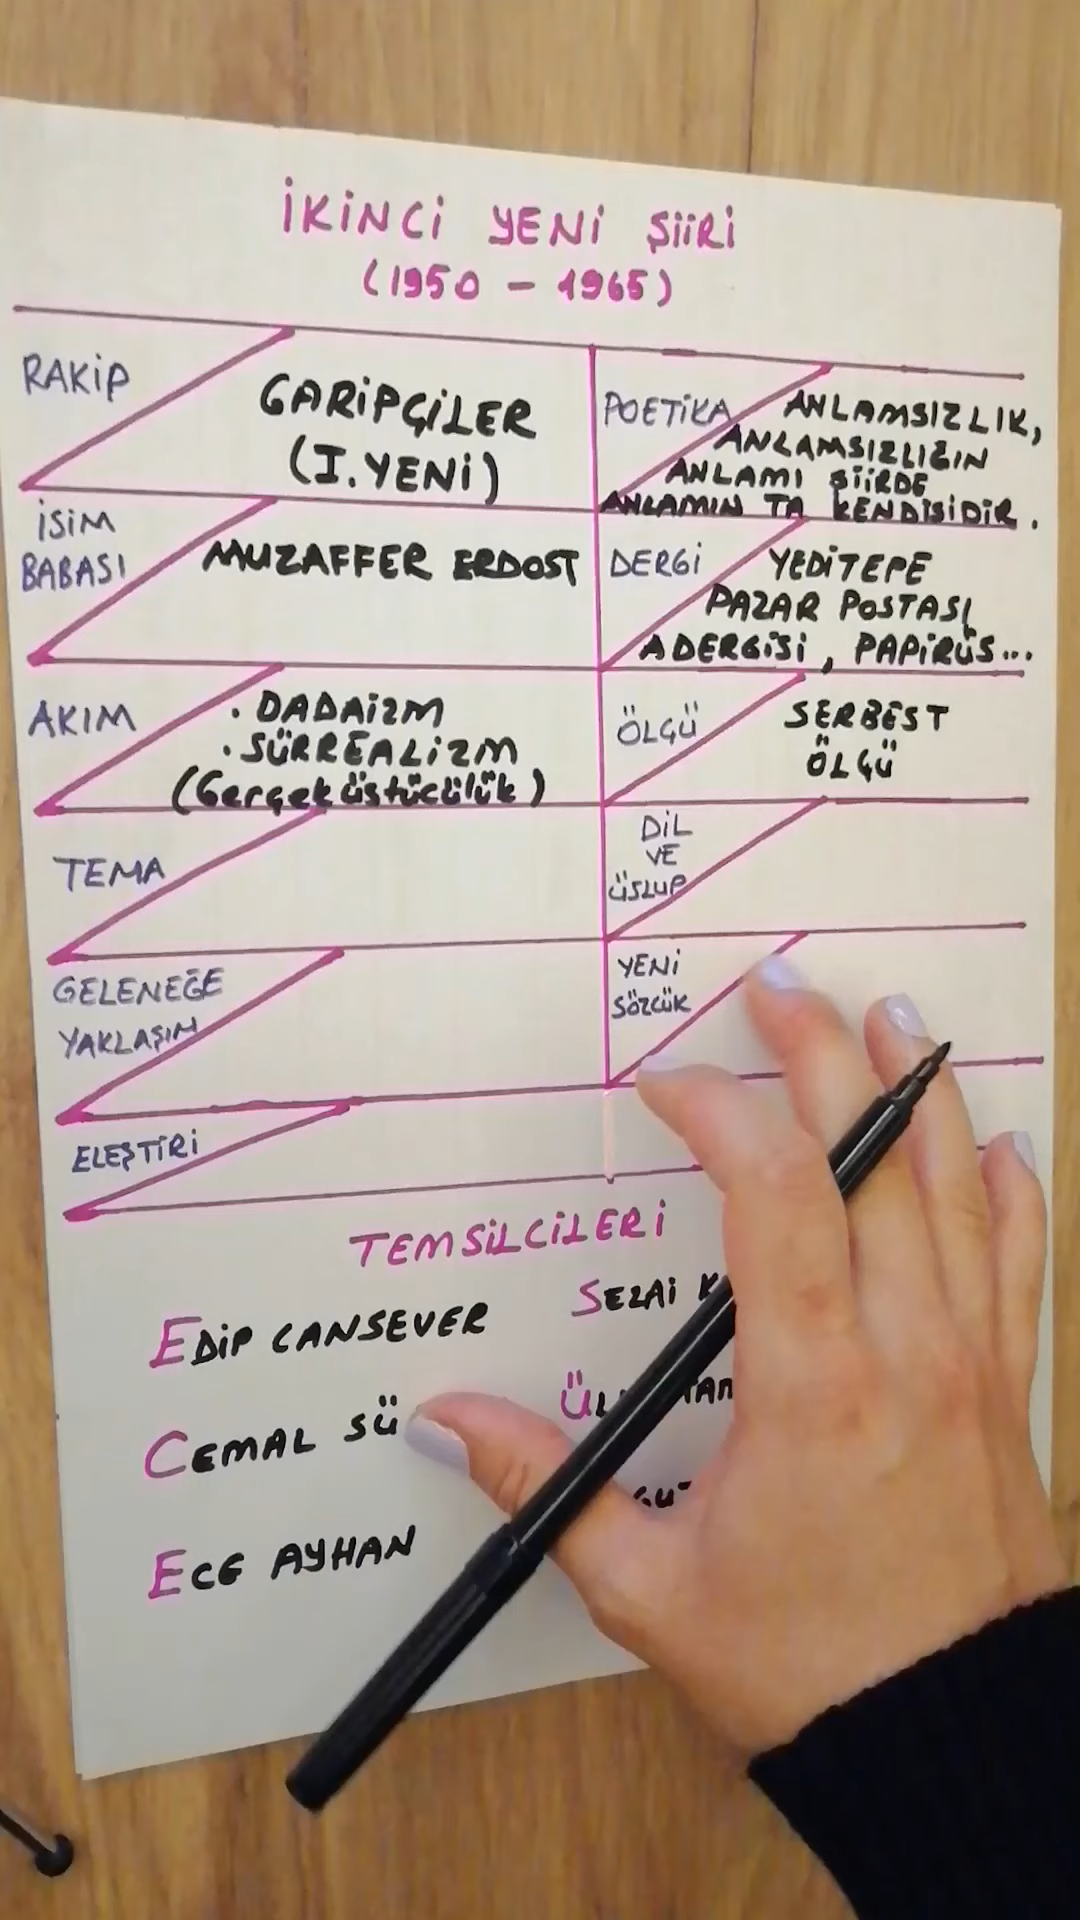 İKİNCİ YENİ ŞİİRİ
(1950 - 1965)
RAKİP
GARİPÇİLER
(I. YENİ)
POETİKA
ANLAMSIZLIK,
ANLAMSIZLIĞIN
ANLAMI ŞİİRDE
ANLAMIN TA KENDİSİDİR.
İSİM
BABASI
MUZAFFER ERDOST
DERGİ
YEDİTEPE
PAZAR POSTASI
A DERGİSİ, PAPİRÜS...
AKIM
. DADAİZM
. SÜRREALİZM
(Gerçeküstücülük)
ÖLÇÜ
SERBEST
ÖLÇÜ
TEMA
DİL
VE
ÜSLUP
GELENEĞE
YAKLAŞIM
YENİ
SÖZCÜK
ELEŞTİRİ
TEMSİLCİLERİ
EDİP CANSEVER
SEZAİ K
CEMAL SÜ
ECE AYHAN